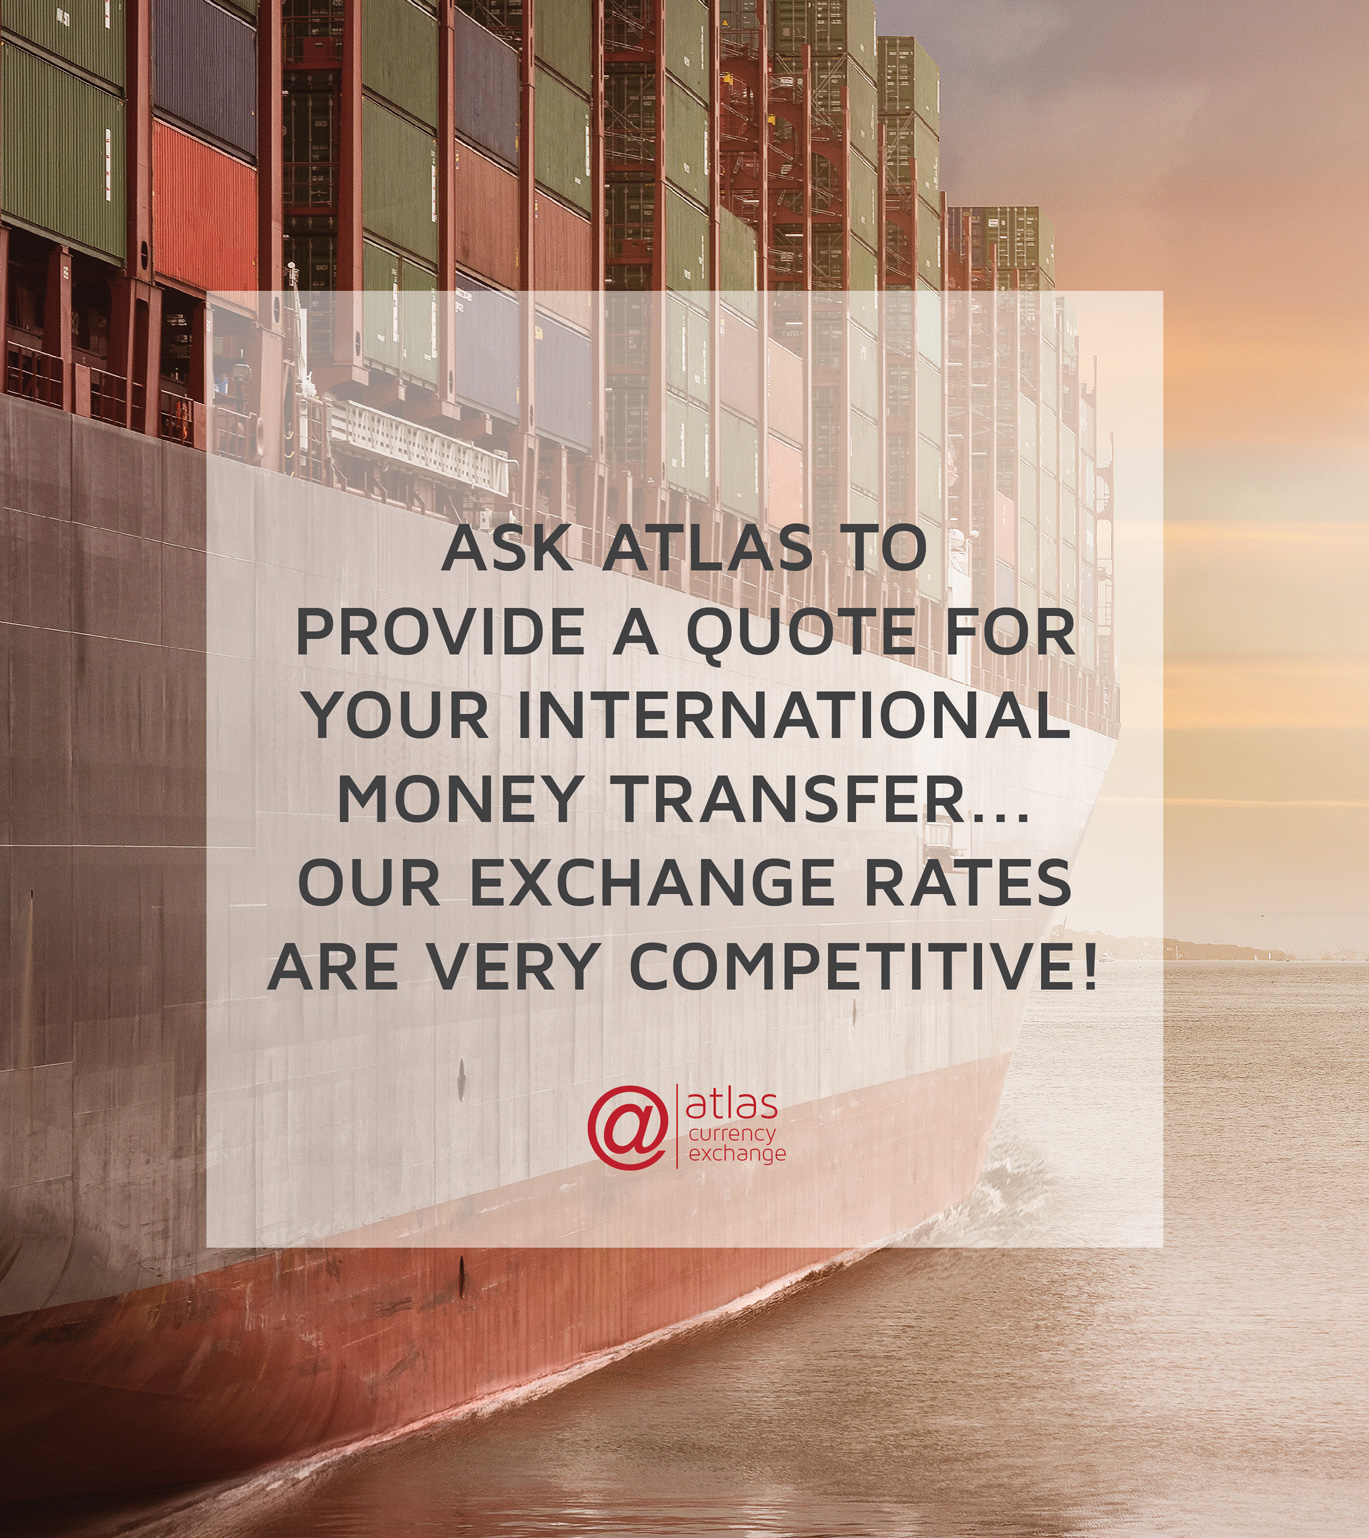 ASK ATLAS TO
PROVIDE A QUOTE FOR
YOUR INTERNATIONAL
MONEY TRANSFER...
OUR EXCHANGE RATES
ARE VERY COMPETITIVE!
@ atlas
currency
exchange